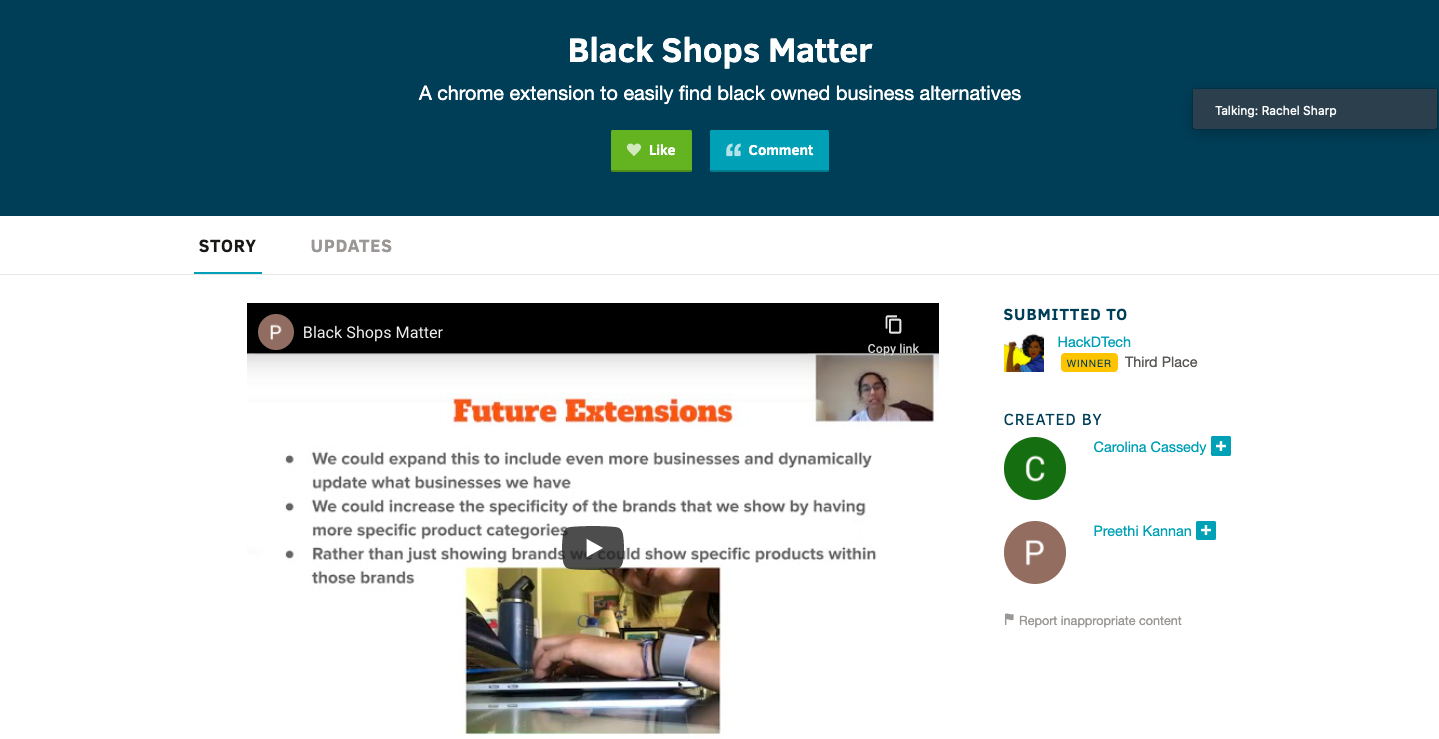 Black Shops Matter
A chrome extension to easily find black owned business alternatives
Talking: Rachel Sharp
Like
Comment
STORY
UPDATES
P
Black Shops Matter
Copy link
Future Extensions
We could expand this to include even more businesses and dynamically
update what businesses we have
We could increase the specificity of the brands that we show by having
more specific product categories
Rather than just showing brands we could show specific products within
those brands
SUBMITTED TO
HackDTech
WINNER Third Place
CREATED BY
C
Carolina Cassedy
P
Preethi Kannan
Report inappropriate content